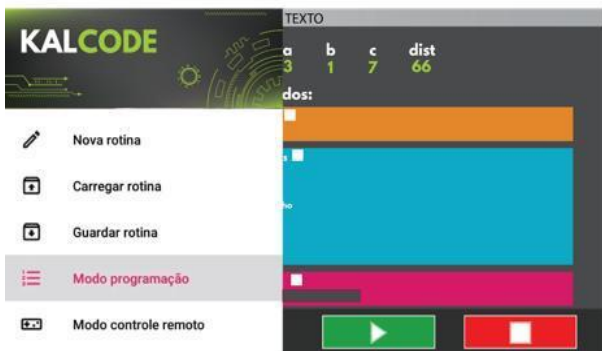 KALCODE
Nova rotina
Carregar rotina
Guardar rotina
Modo programação
Modo controle remoto
TEXTO
a b c dist
3 1 7 66
dos:
s
ho